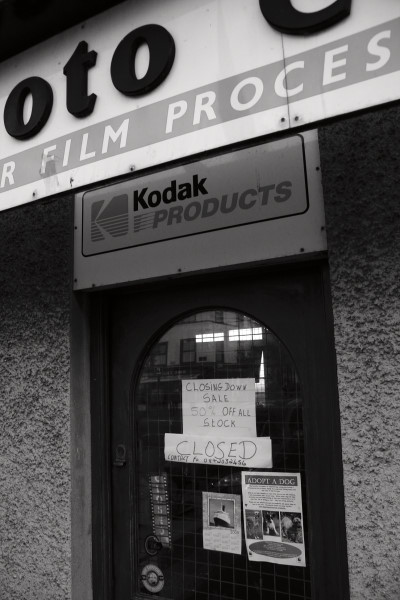 oto C
R FILM PROCES
Kodak
PRODUCTS
CLOSING DOWN
SALE
50% OFF ALL
STOCK
CLOSED
ADOPT A DOG